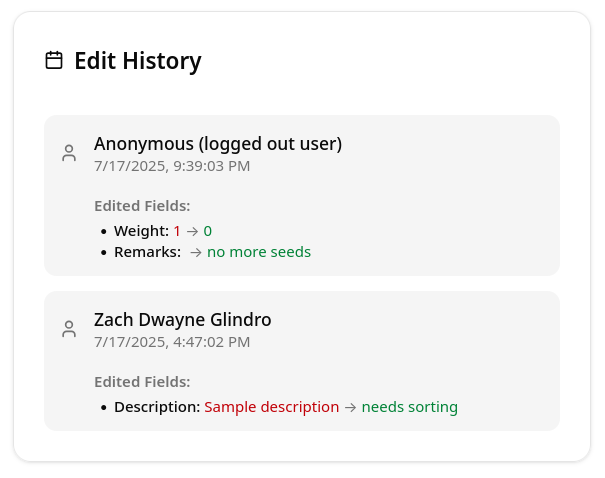 Edit History
Anonymous (logged out user)
7/17/2025, 9:39:03 PM
Edited Fields:
• Weight: 1 → 0
• Remarks: → no more seeds
Zach Dwayne Glindro
7/17/2025, 4:47:02 PM
Edited Fields:
• Description: Sample description → needs sorting